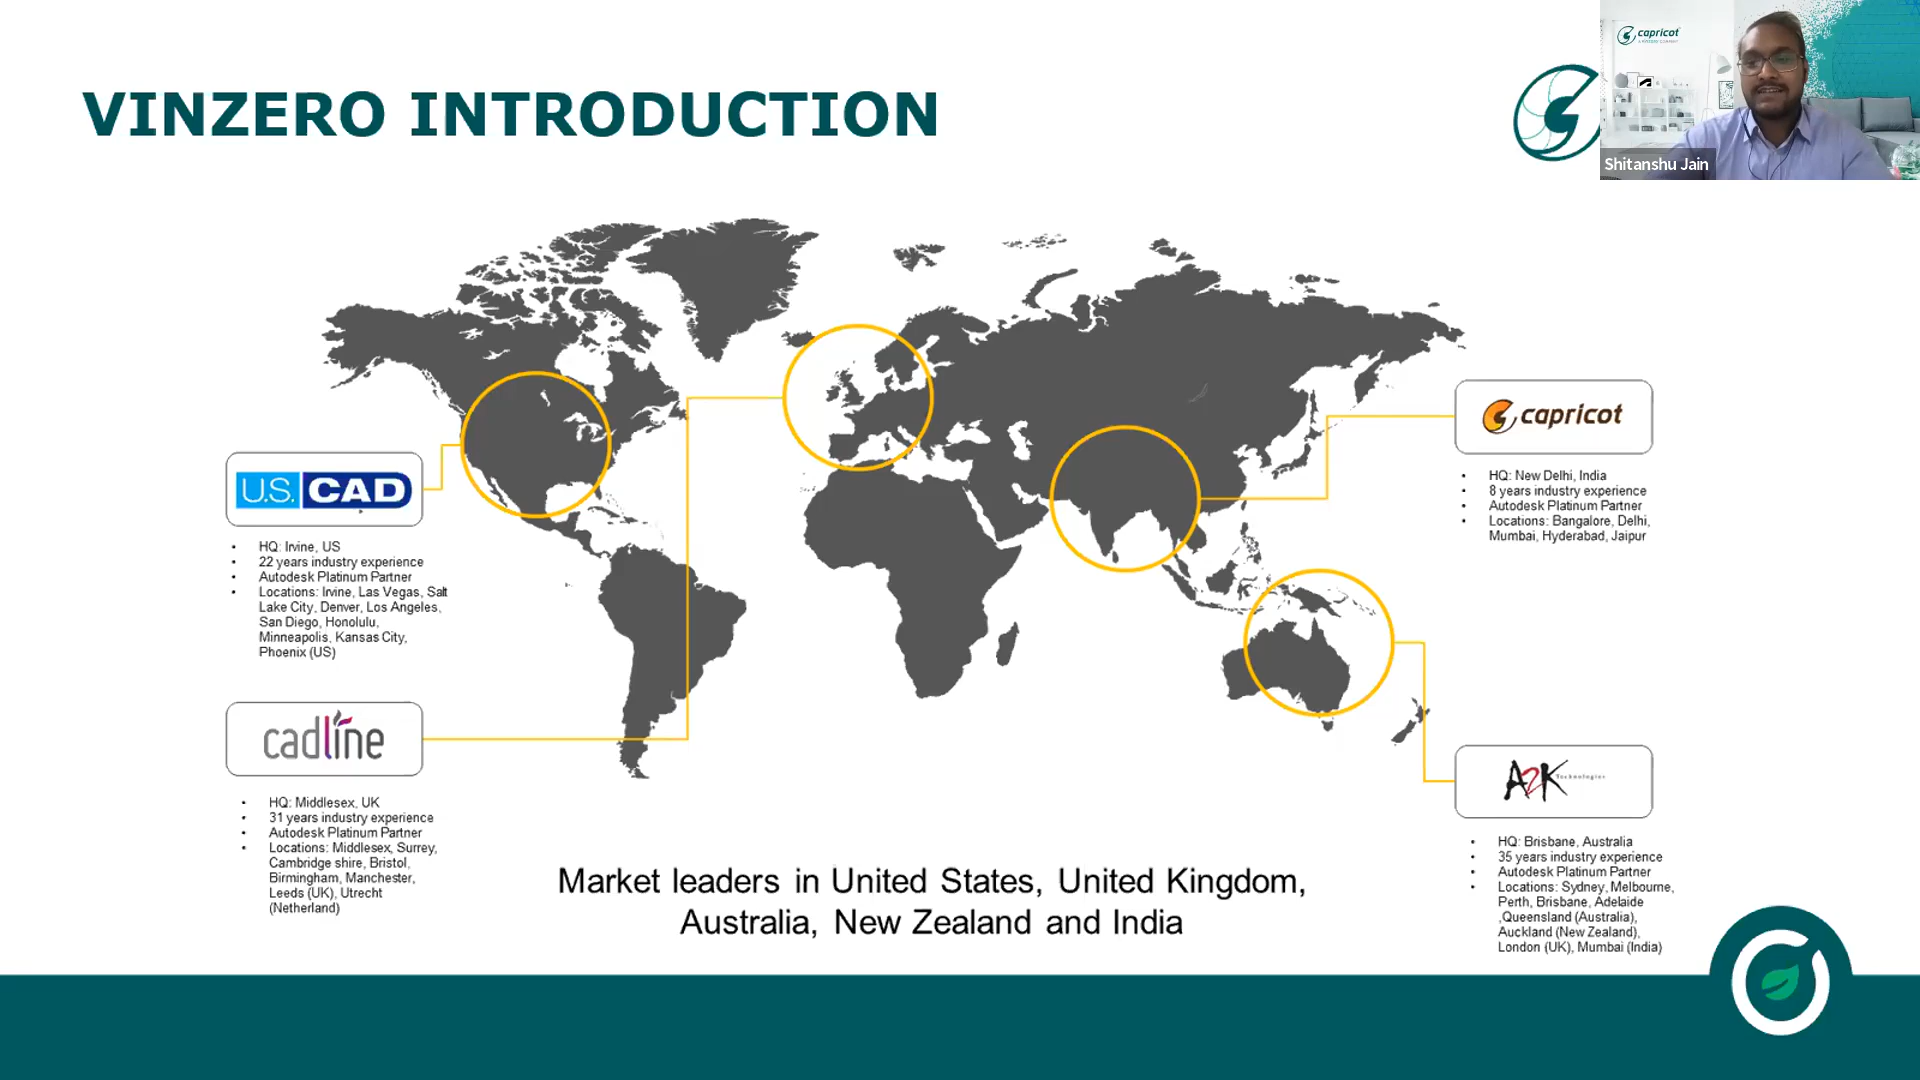 VINZERO INTRODUCTION
capricot
Shitanshu Jain
U.S. CAD
• HQ: Irvine, US
• 22 years industry experience
• Autodesk Platinum Partner
• Locations: Irvine, Las Vegas, Salt
Lake City, Denver, Los Angeles,
San Diego, Honolulu,
Minneapolis, Kansas City,
Phoenix (US)
cadline
• HQ: Middlesex, UK
• 31 years industry experience
• Autodesk Platinum Partner
• Locations: Middlesex, Surrey,
Cambridge shire, Bristol,
Birmingham, Manchester,
Leeds (UK), Utrecht
(Netherland)
capricot
• HQ: New Delhi, India
• 8 years industry experience
• Autodesk Platinum Partner
• Locations: Bangalore, Delhi,
Mumbai, Hyderabad, Jaipur
A2K Technologies
• HQ: Brisbane, Australia
• 35 years industry experience
• Autodesk Platinum Partner
• Locations: Sydney, Melbourne,
Perth, Brisbane, Adelaide
,Queensland (Australia),
Auckland (New Zealand),
London (UK), Mumbai (India)
Market leaders in United States, United Kingdom,
Australia, New Zealand and India